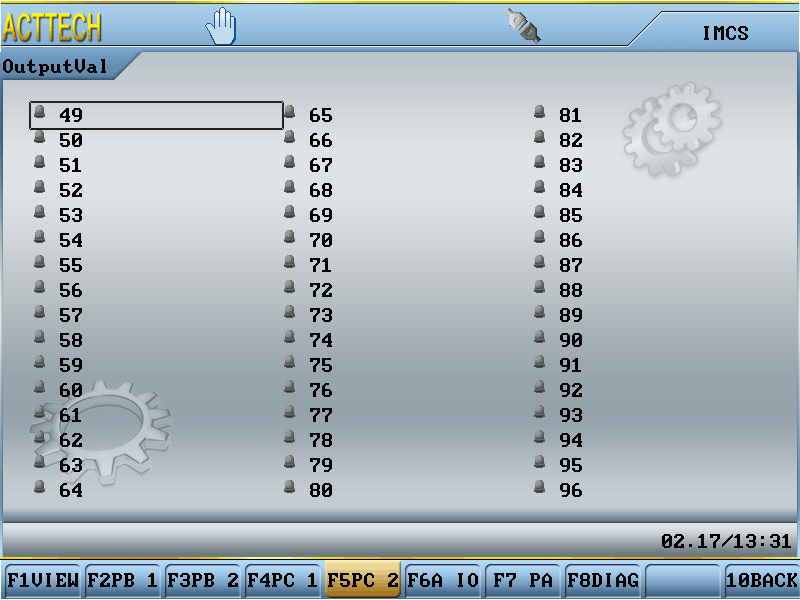 ACTTECH
IMCS
OutputVal
49 65 81
50 66 82
51 67 83
52 68 84
53 69 85
54 70 86
55 71 87
56 72 88
57 73 89
58 74 90
59 75 91
60 76 92
61 77 93
62 78 94
63 79 95
64 80 96
02.17/13:31
F1VIEW F2PB 1 F3PB 2 F4PC 1 F5PC 2 F6A IO F7 PA F8DIAG 10BACK